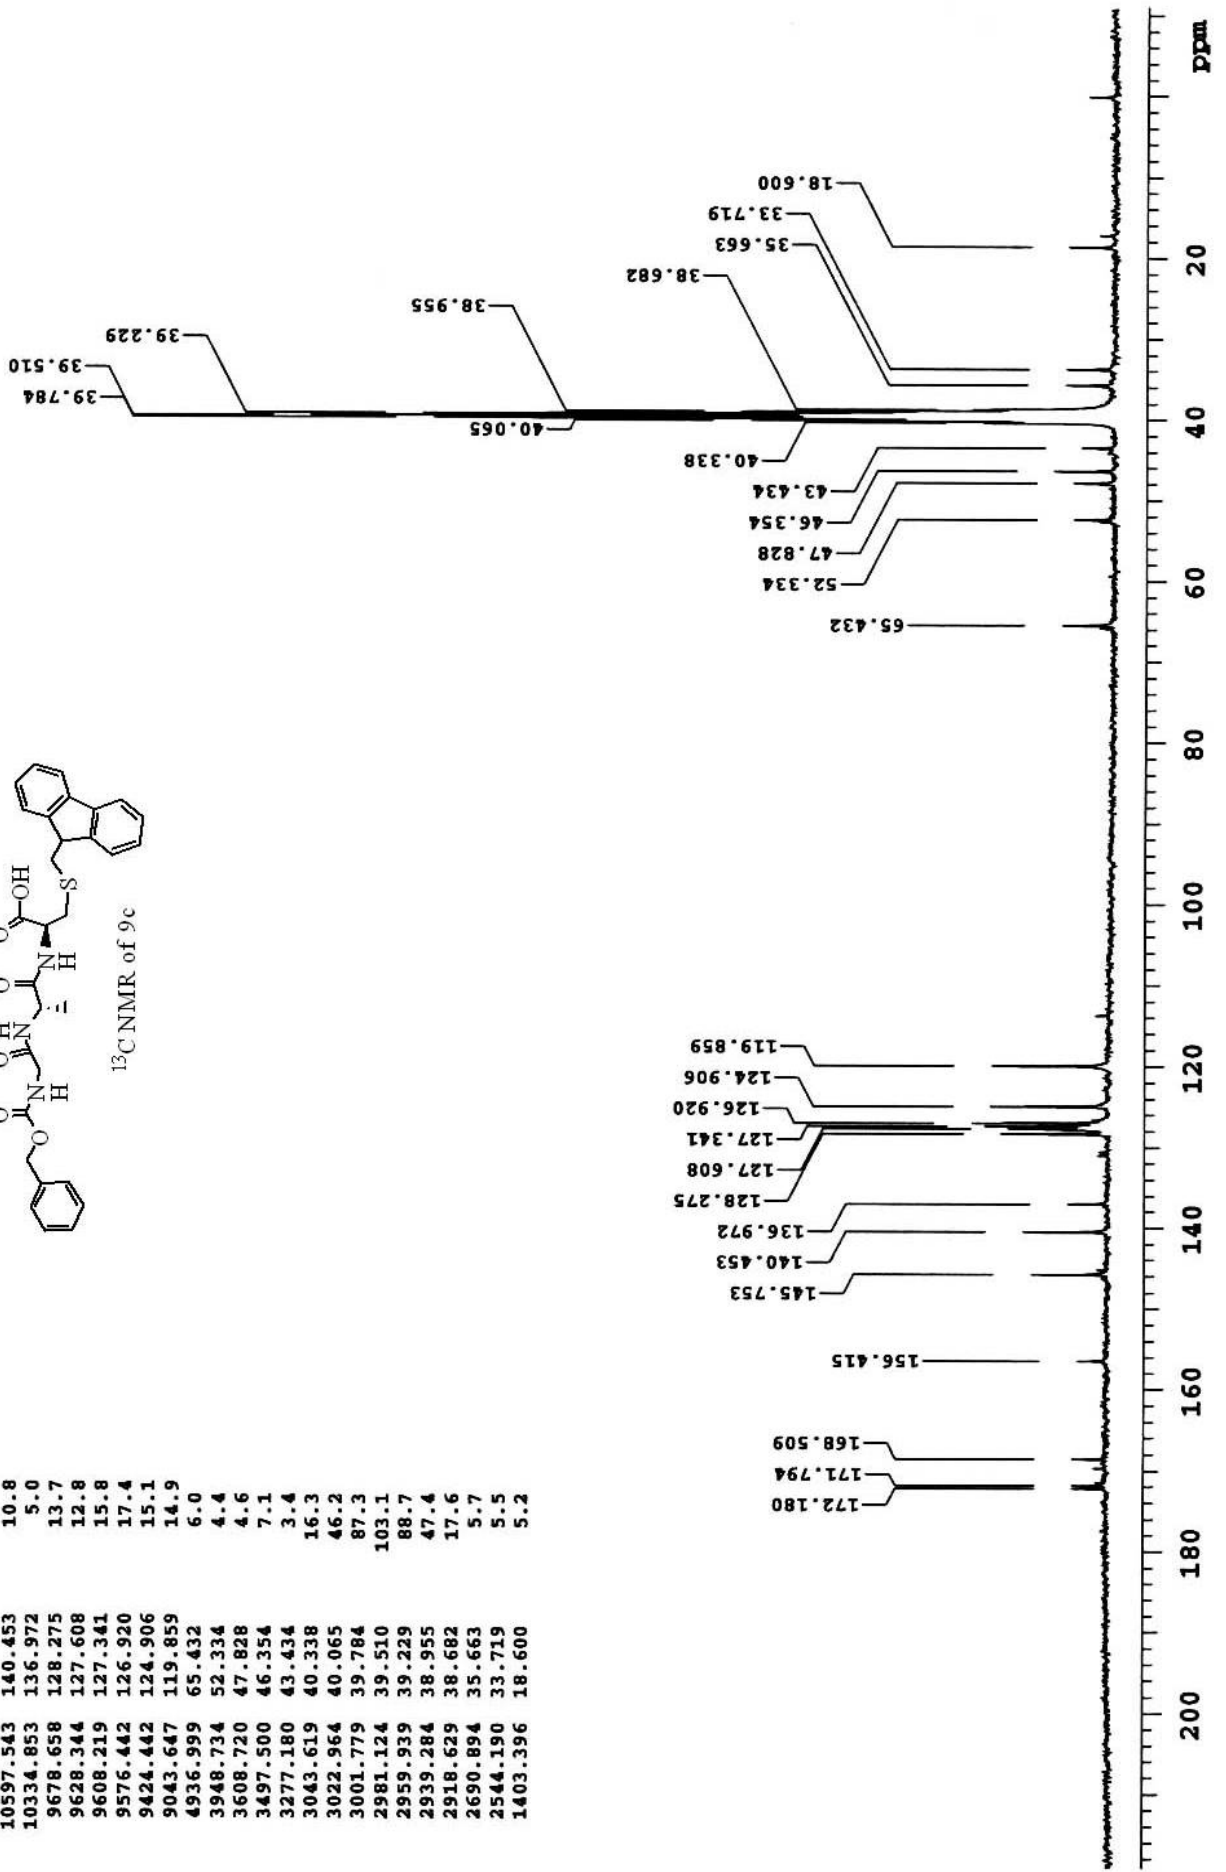 10597.543 140.453 10.8
10334.853 136.972 5.0
9678.658 128.275 13.7
9628.344 127.608 12.8
9608.219 127.341 15.8
9576.442 126.920 17.4
9424.442 124.906 15.1
9043.647 119.859 14.9
4936.999 65.432 6.0
3948.734 52.334 4.4
3608.720 47.828 4.6
3497.500 46.354 7.1
3277.180 43.434 3.4
3043.619 40.338 16.3
3022.964 40.065 46.2
3001.779 39.784 87.3
2981.124 39.510 103.1
2959.939 39.229 88.7
2939.284 38.955 47.4
2918.629 38.682 17.6
2690.894 35.663 5.7
2544.190 33.719 5.5
1403.396 18.600 5.2
O
O
N
H
O
H
N
O
N
H
O
OH
S
13C NMR of 9c
172.180
171.794
168.509
156.415
145.753
140.453
136.972
128.275
127.608
127.341
126.920
124.906
119.859
65.432
52.334
47.828
46.354
43.434
40.338
40.065
39.784
39.510
39.229
38.955
38.682
35.663
33.719
18.600
200 180 160 140 120 100 80 60 40 20 ppm